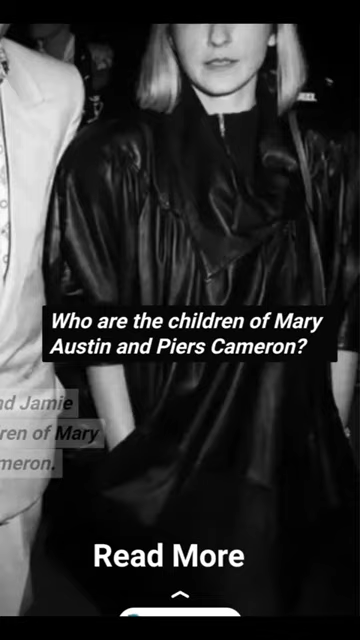 Who are the children of Mary
Austin and Piers Cameron?
nd Jamie
ren of Mary
meron.
Read More